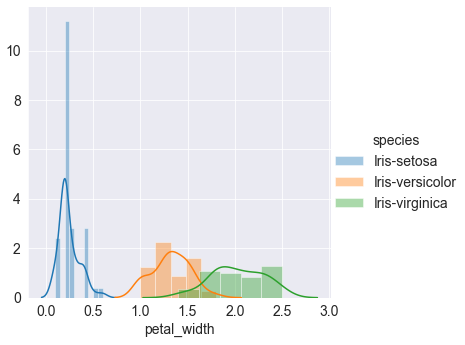 10
8
6
4
2
0
0.0 0.5 1.0 1.5 2.0 2.5 3.0
petal_width
species
Iris-setosa
Iris-versicolor
Iris-virginica